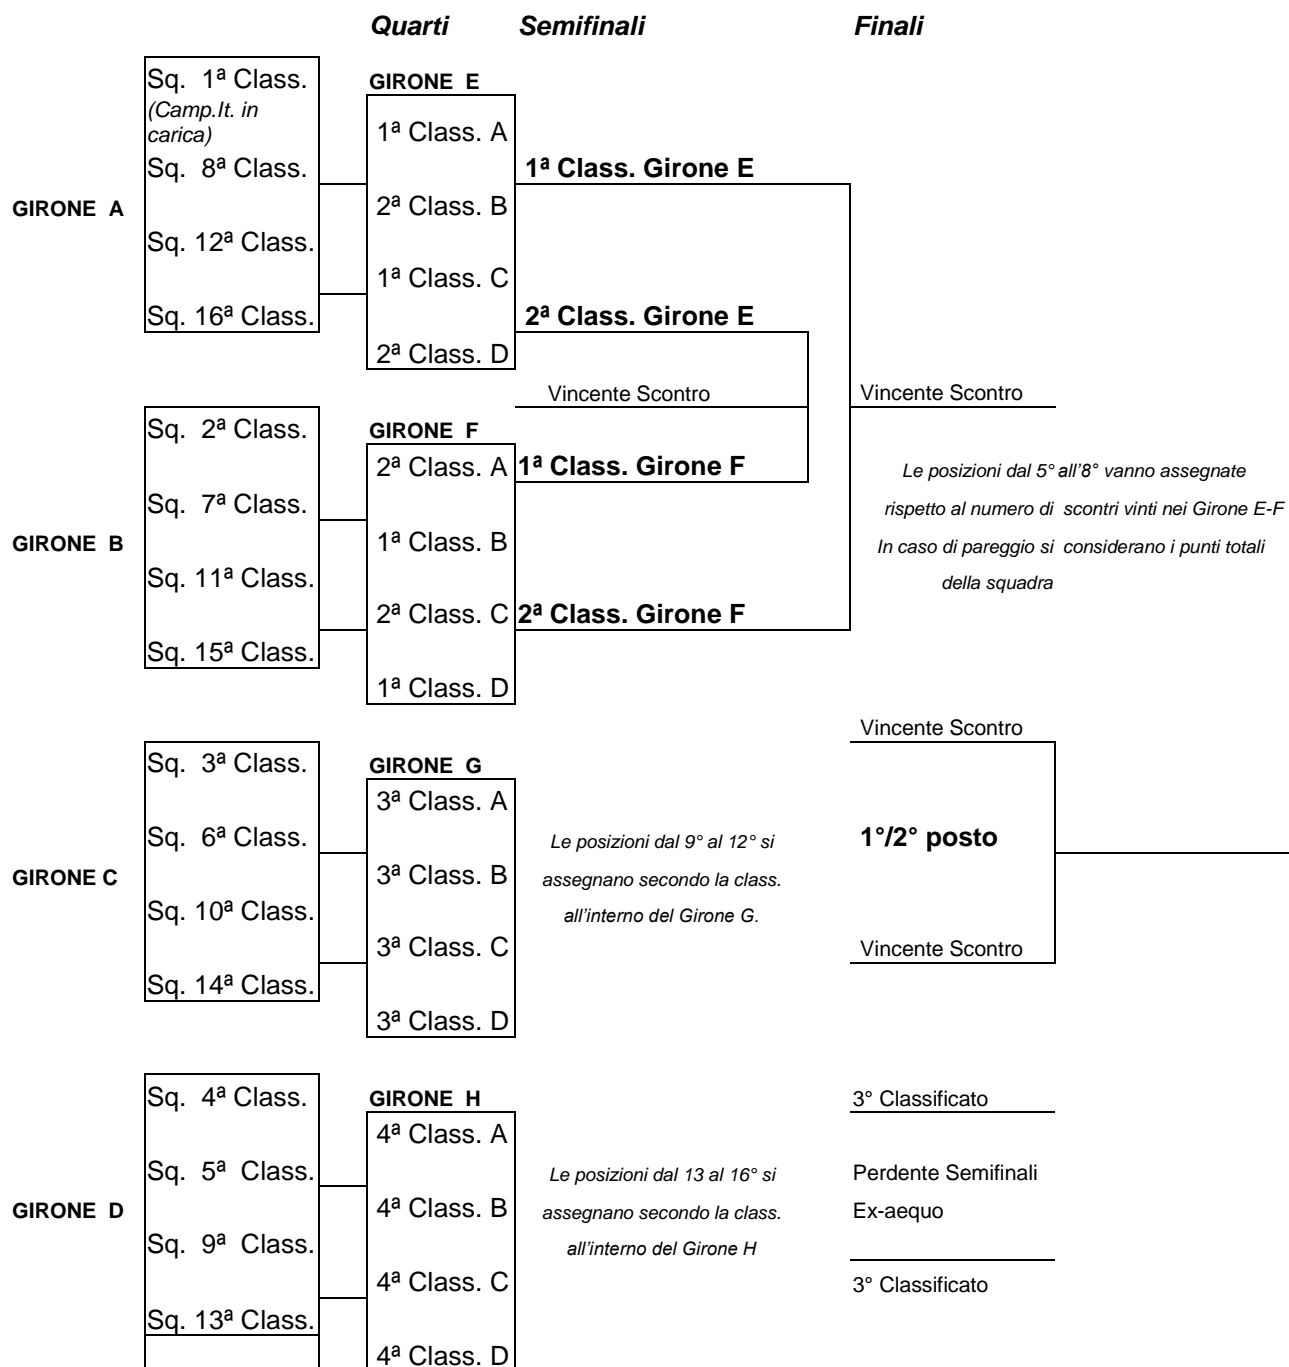 Quarti Semifinali Finali
Sq. 1ª Class.
(Camp.It. in
carica)
Sq. 8ª Class.
GIRONE A
Sq. 12ª Class.
Sq. 16ª Class.
GIRONE E
1ª Class. A
2ª Class. B
1ª Class. C
2ª Class. D
1ª Class. Girone E
2ª Class. Girone E
Vincente Scontro
Vincente Scontro
Sq. 2ª Class.
Sq. 7ª Class.
GIRONE B
Sq. 11ª Class.
Sq. 15ª Class.
GIRONE F
2ª Class. A
1ª Class. B
2ª Class. C
1ª Class. D
1ª Class. Girone F
2ª Class. Girone F
Le posizioni dal 5° all'8° vanno assegnate
rispetto al numero di scontri vinti nei Girone E-F
In caso di pareggio si considerano i punti totali
della squadra
Sq. 3ª Class.
Sq. 6ª Class.
GIRONE C
Sq. 10ª Class.
Sq. 14ª Class.
GIRONE G
3ª Class. A
3ª Class. B
3ª Class. C
3ª Class. D
Le posizioni dal 9° al 12° si
assegnano secondo la class.
all'interno del Girone G.
Vincente Scontro
1°/2° posto
Vincente Scontro
Sq. 4ª Class.
Sq. 5ª Class.
GIRONE D
Sq. 9ª Class.
Sq. 13ª Class.
GIRONE H
4ª Class. A
4ª Class. B
4ª Class. C
4ª Class. D
Le posizioni dal 13 al 16° si
assegnano secondo la class.
all'interno del Girone H
3° Classificato
Perdente Semifinali
Ex-aequo
3° Classificato